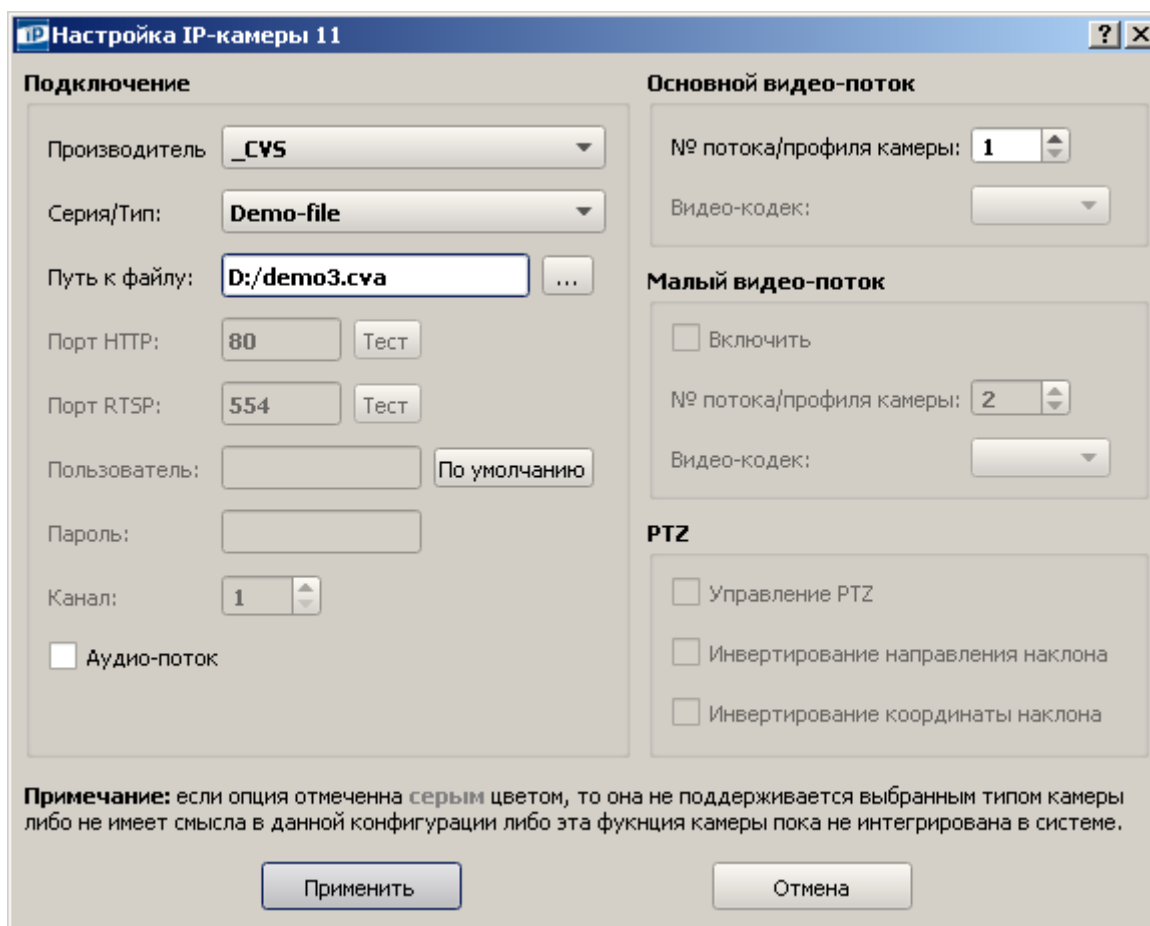 IP Настройка IP-камеры 11
Подключение
Производитель _CVS
Серия/Тип: Demo-file
Путь к файлу: D:/demo3.cva ...
Порт HTTP: 80 Тест
Порт RTSP: 554 Тест
Пользователь: По умолчанию
Пароль:
Канал: 1
Аудио-поток
Основной видео-поток
№ потока/профиля камеры: 1
Видео-кодек:
Малый видео-поток
Включить
№ потока/профиля камеры: 2
Видео-кодек:
PTZ
Управление PTZ
Инвертирование направления наклона
Инвертирование координаты наклона
Примечание: если опция отмеченна серым цветом, то она не поддерживается выбранным типом камеры
либо не имеет смысла в данной конфигурации либо эта фукнция камеры пока не интегрирована в системе.
Применить Отмена